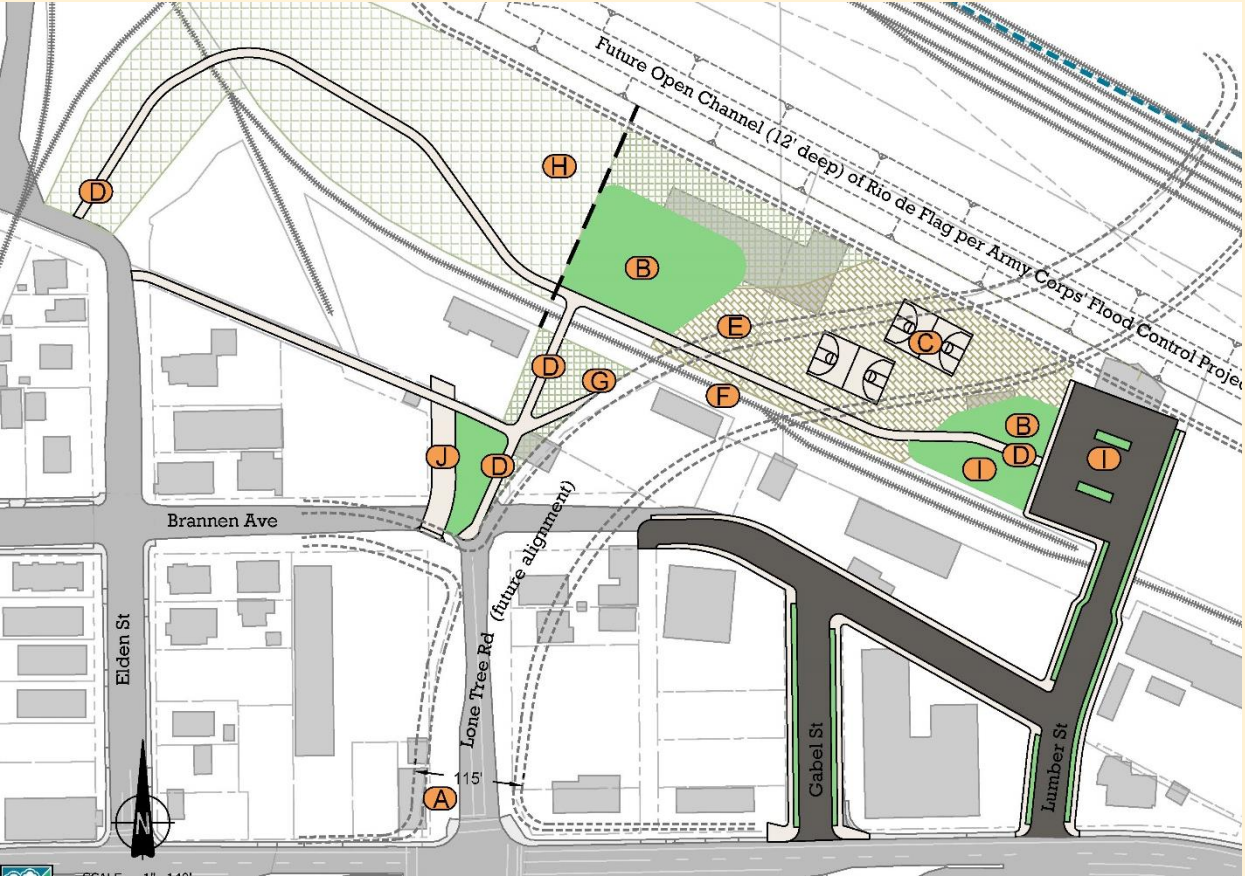 Future Open Channel (12' deep) of Rio de Flag per Army Corps' Flood Control Project
H
D
B
E
C
D
G
F
B
D
I
I
J
D
Brannen Ave
Lone Tree Rd (future alignment)
Elden St
Gabel St
Lumber St
115'
A
N